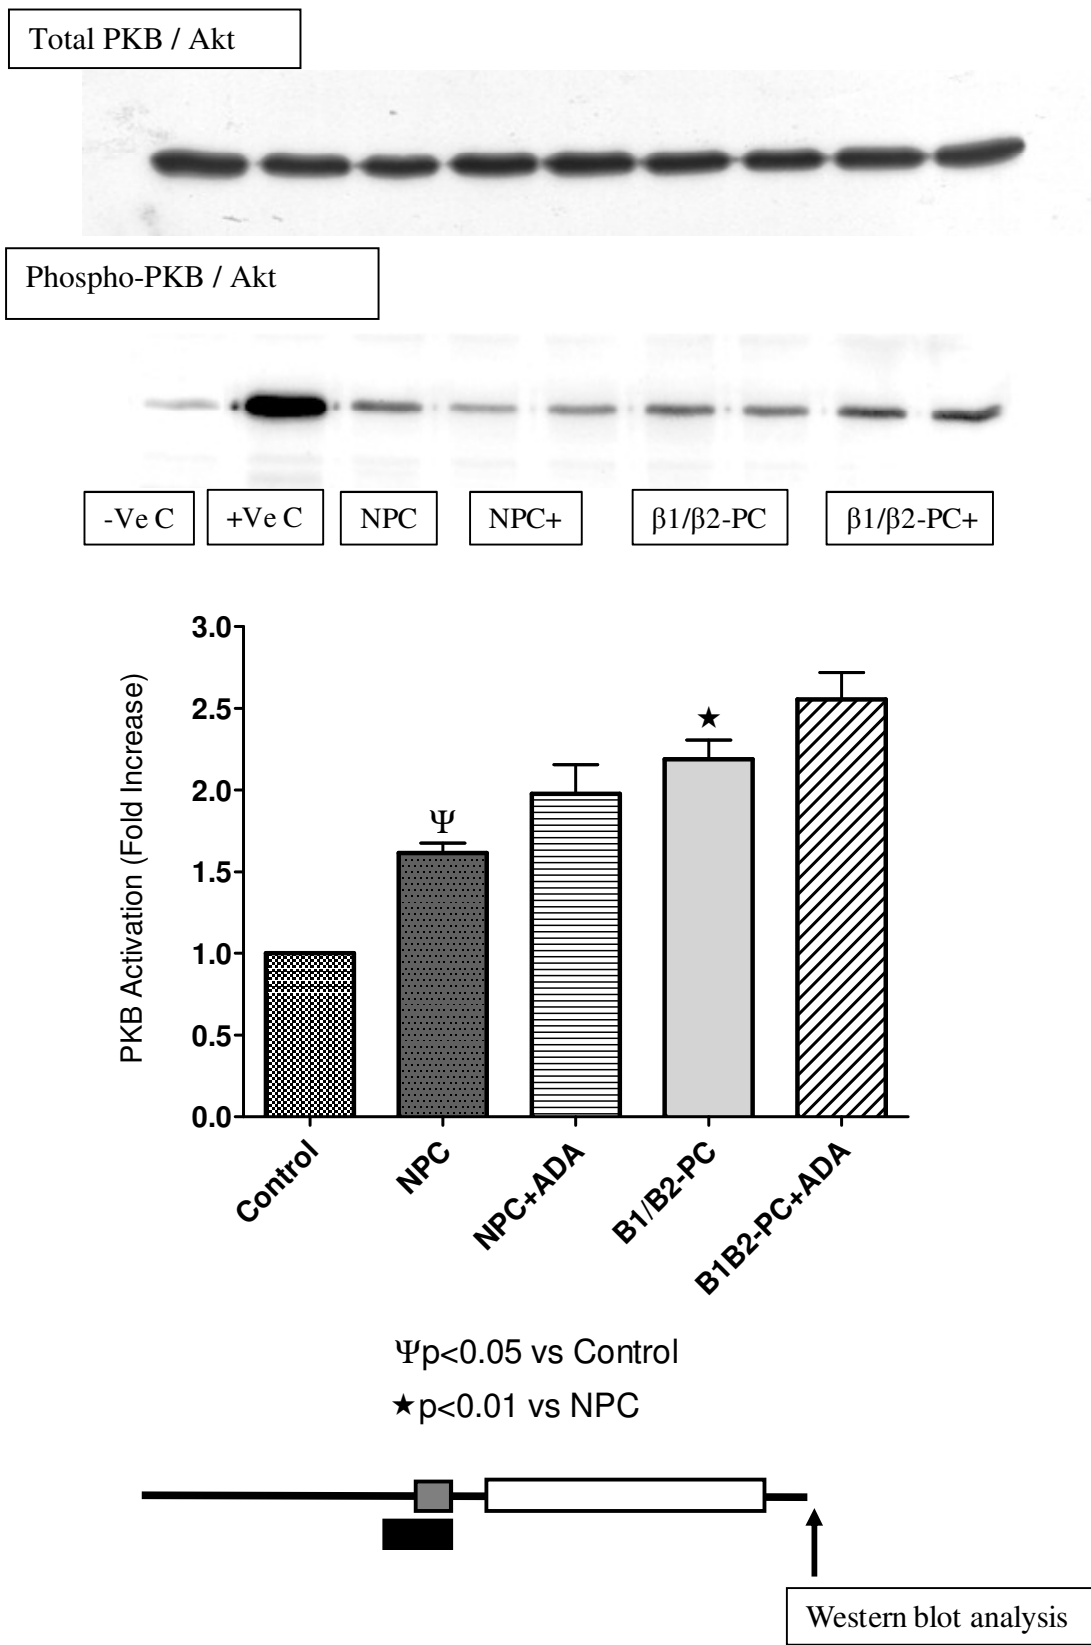 Total PKB / Akt
Phospho-PKB / Akt
-Ve C +Ve C NPC NPC+ β1/β2-PC β1/β2-PC+
PKB Activation (Fold Increase)
3.0
2.5
2.0
1.5
1.0
0.5
0.0
★
Ψ
Control NPC NPC+ADA B1/B2-PC B1B2-PC+ADA
Ψp<0.05 vs Control
★p<0.01 vs NPC
Western blot analysis